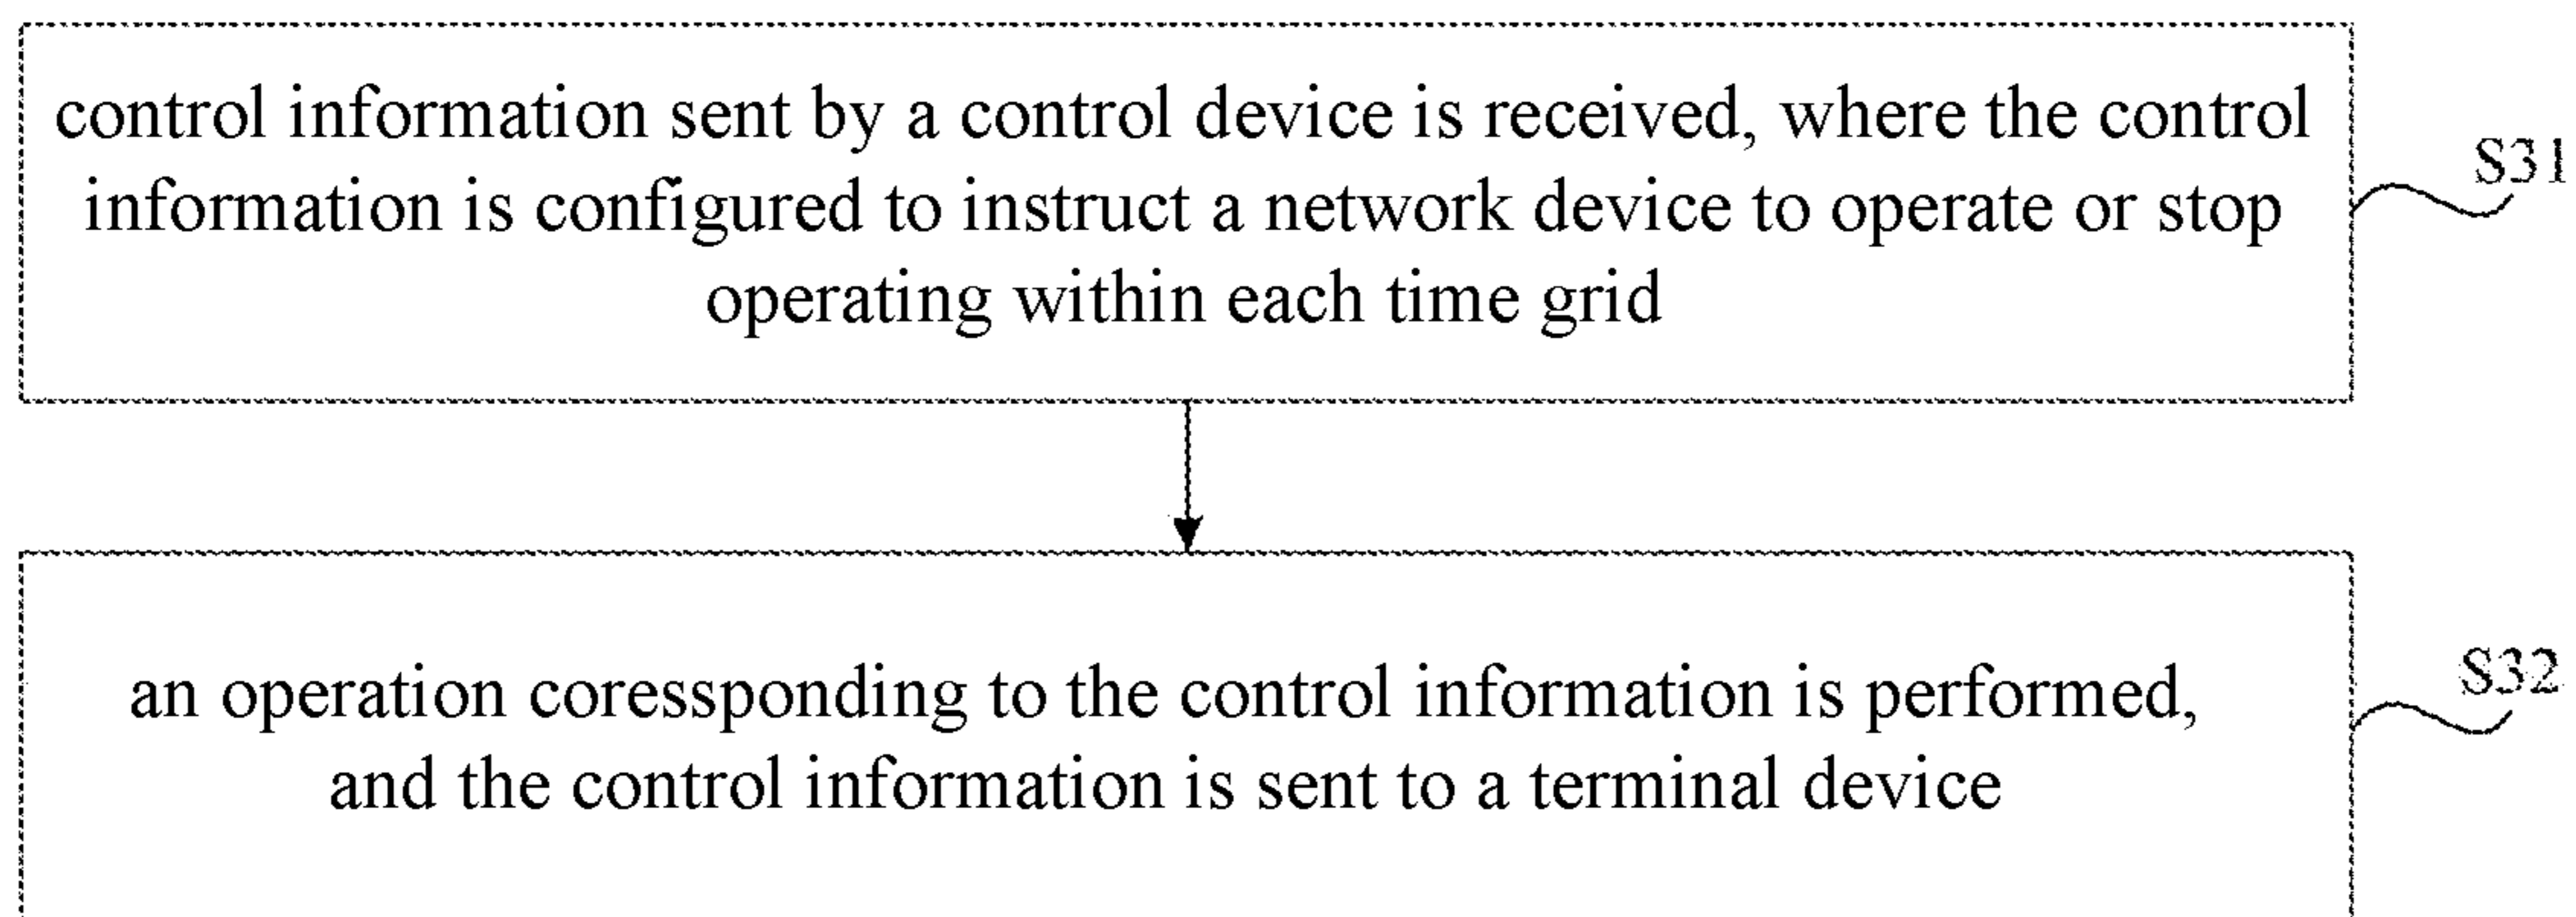 control information sent by a control device is received, where the control
information is configured to instruct a network device to operate or stop
operating within each time grid
S31
an operation coressponding to the control information is performed,
and the control information is sent to a terminal device
S32